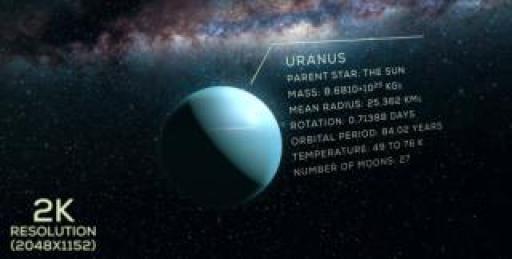 URANUS
PARENT STAR: THE SUN
MASS: 8.6810×10²⁵ KGs
MEAN RADIUS: 25,362 KMs
ROTATION: 0.71388 DAYS
ORBITAL PERIOD: 84.02 YEARS
TEMPERATURE: 49 TO 76 K
NUMBER OF MOONS: 27
2K
RESOLUTION
(2048X1152)